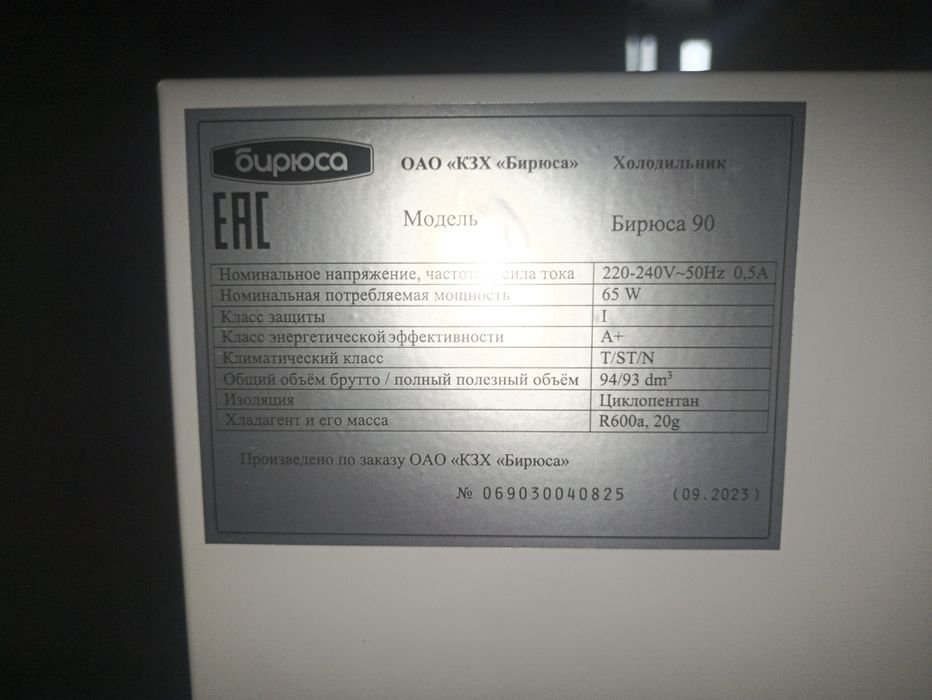 бирюса ОАО «КЗХ «Бирюса» Холодильник
EAC
Модель Бирюса 90
Номинальное напряжение, частота, сила тока 220-240V~50Hz 0,5A
Номинальная потребляемая мощность 65 W
Класс защиты I
Класс энергетической эффективности A+
Климатический класс T/ST/N
Общий объём брутто / полный полезный объём 94/93 dm³
Изоляция Циклопентан
Хладагент и его масса R600a, 20g
Произведено по заказу ОАО «КЗХ «Бирюса»
№ 069030040825 (09.2023)